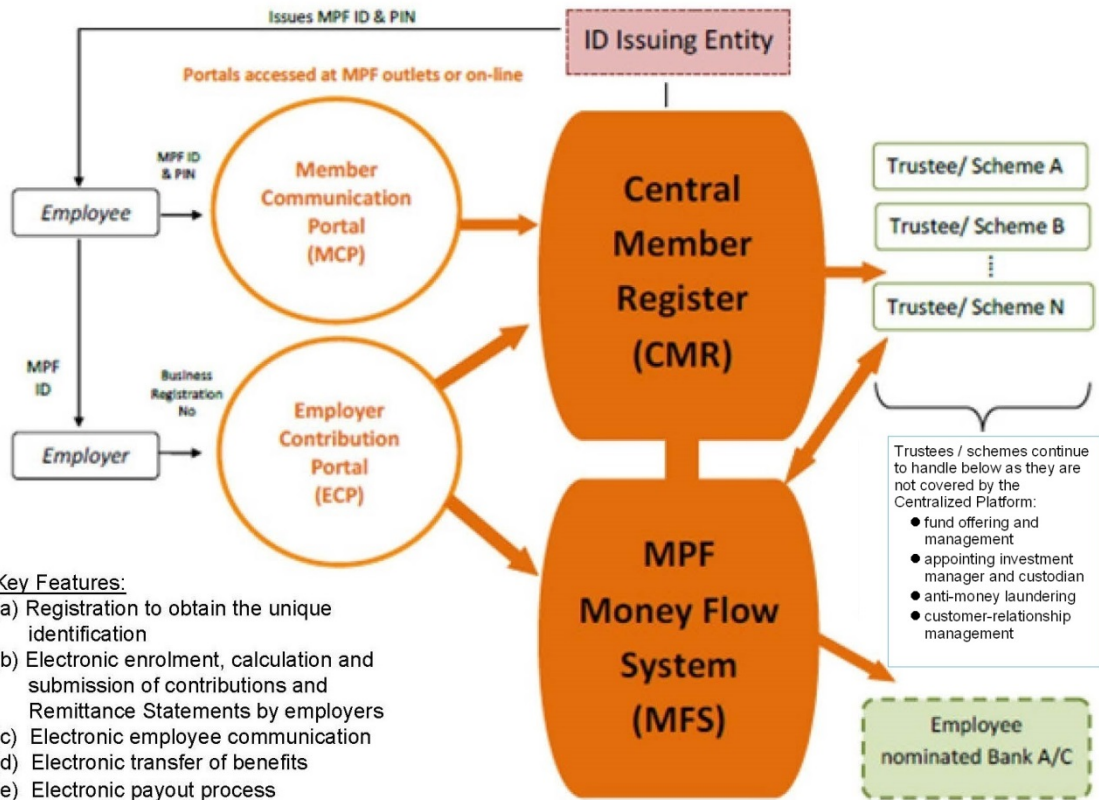 Issues MPF ID & PIN
ID Issuing Entity
Portals accessed at MPF outlets or on-line
MPF ID
& PIN
Member
Communication
Portal
(MCP)
Employee
Central
Member
Register
(CMR)
Trustee/ Scheme A
Trustee/ Scheme B
Trustee/ Scheme N
MPF
ID
Business
Registration
No
Employer
Contribution
Portal
(ECP)
Employer
Trustees / schemes continue
to handle below as they are
not covered by the
Centralized Platform:
● fund offering and
management
● appointing investment
manager and custodian
● anti-money laundering
● customer-relationship
management
MPF
Money Flow
System
(MFS)
Employee
nominated Bank A/C
Key Features:
a) Registration to obtain the unique
identification
b) Electronic enrolment, calculation and
submission of contributions and
Remittance Statements by employers
c) Electronic employee communication
d) Electronic transfer of benefits
e) Electronic payout process